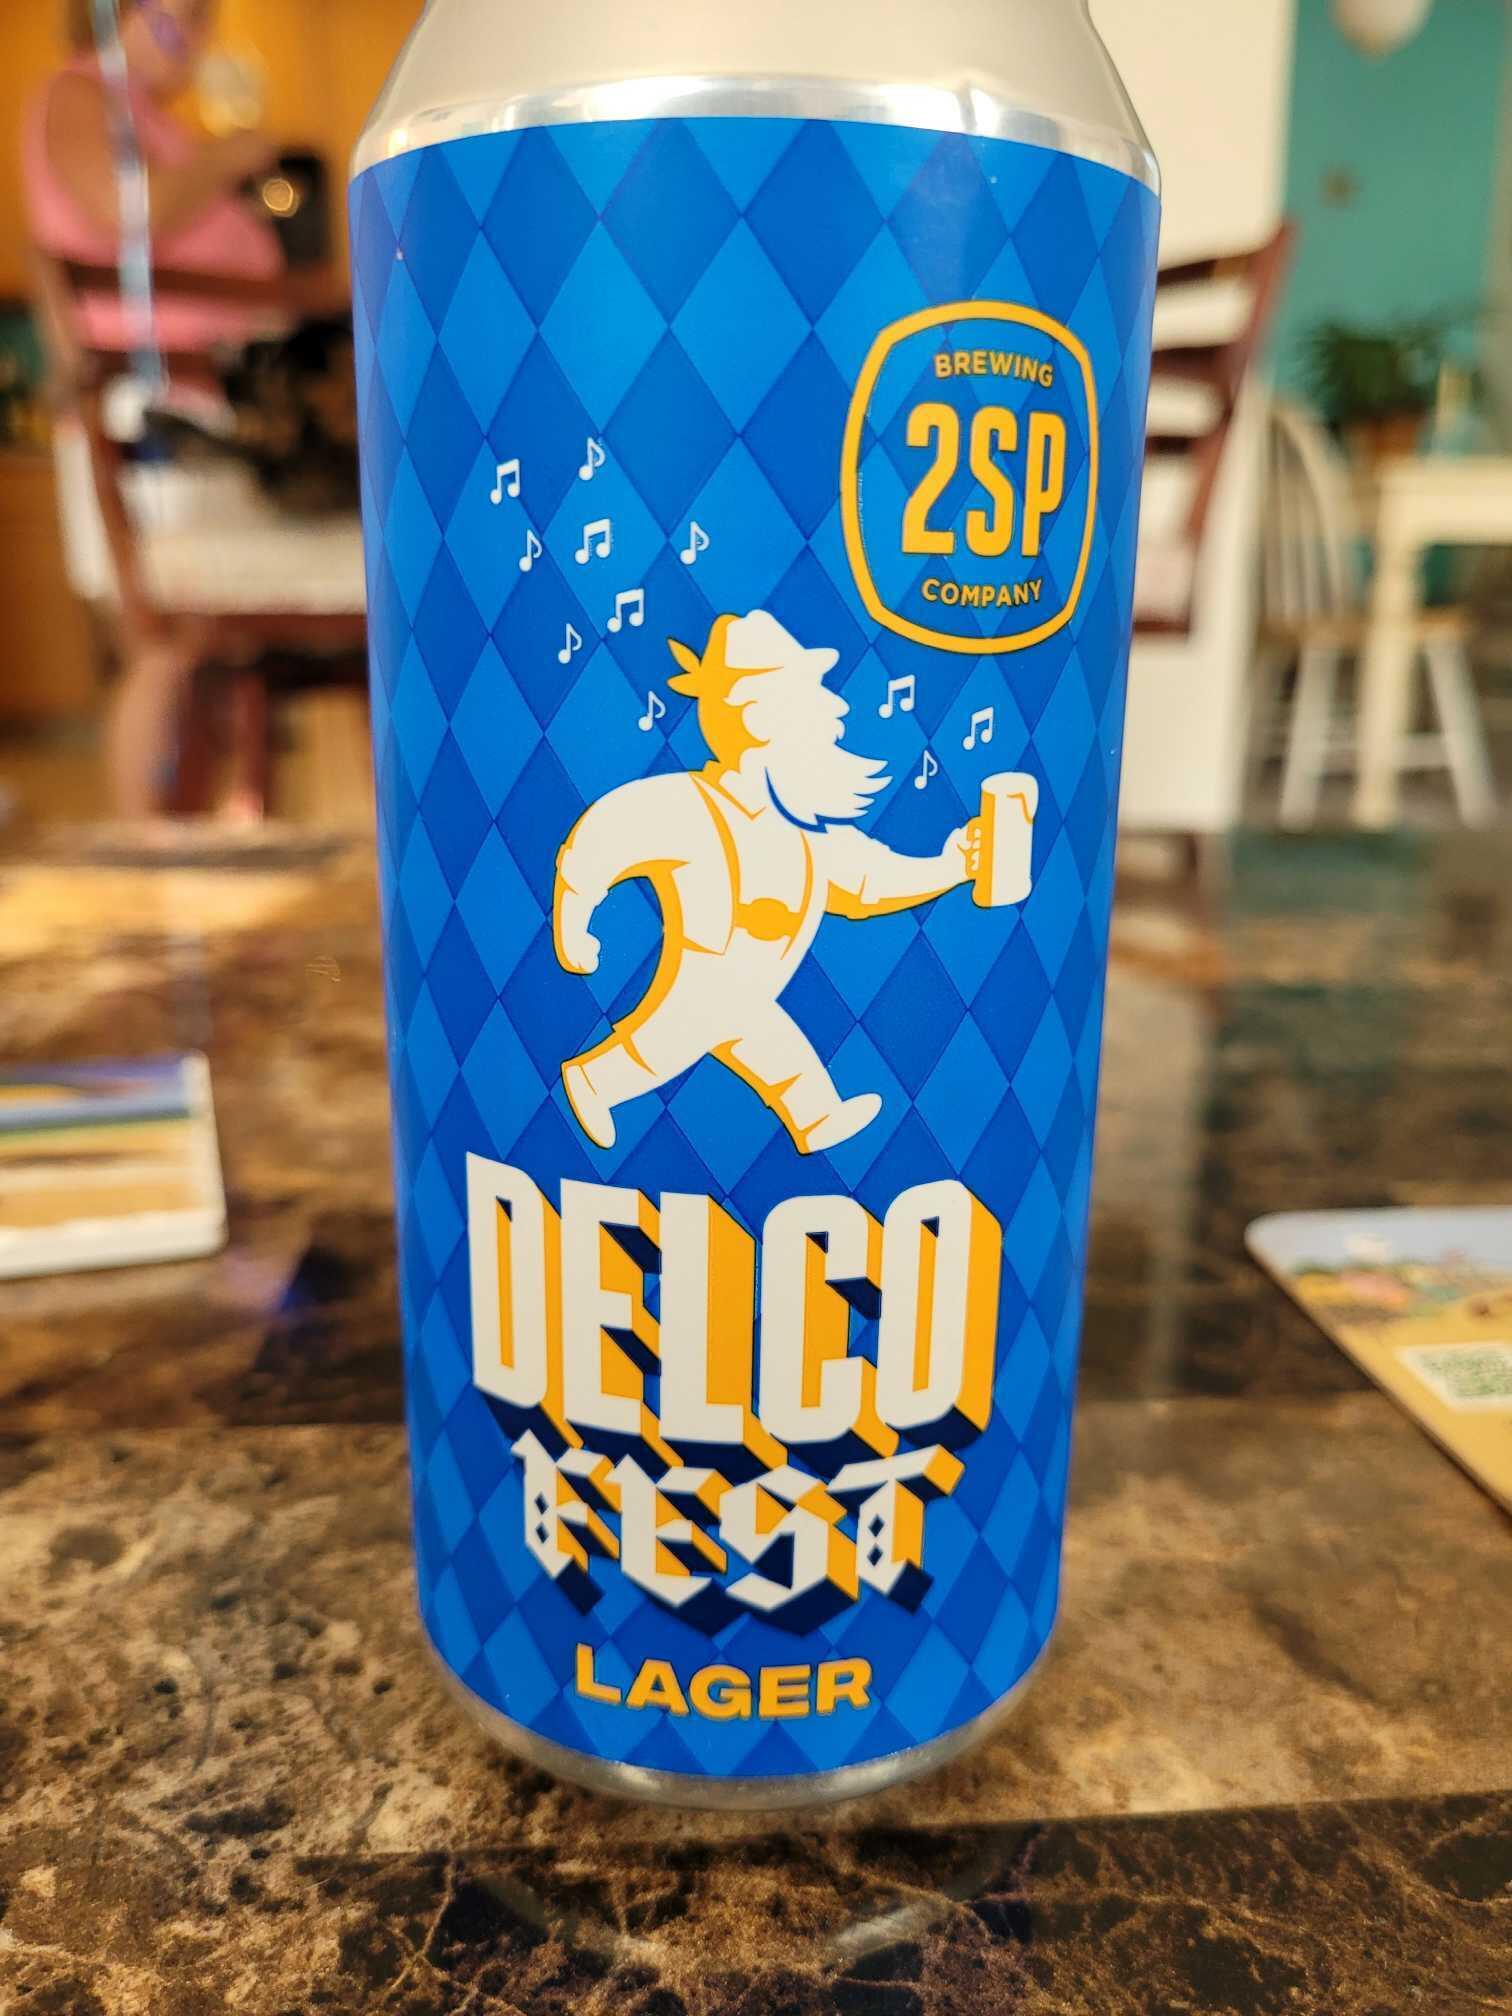 BREWING
2SP
COMPANY
DELCO
FEST
LAGER